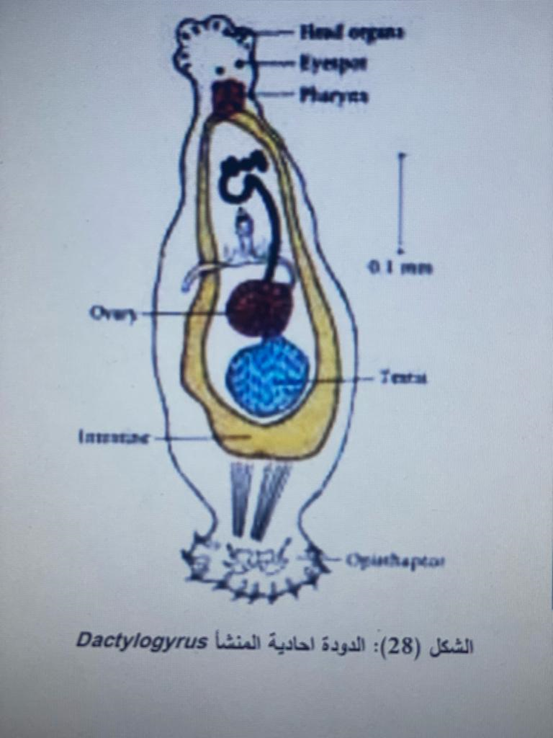 Head organs
Eyespot
Pharynx
0.1 mm
Ovary
Testis
Intestine
Opisthaptor
الشكل (28): الدودة احادية المنشأ Dactylogyrus